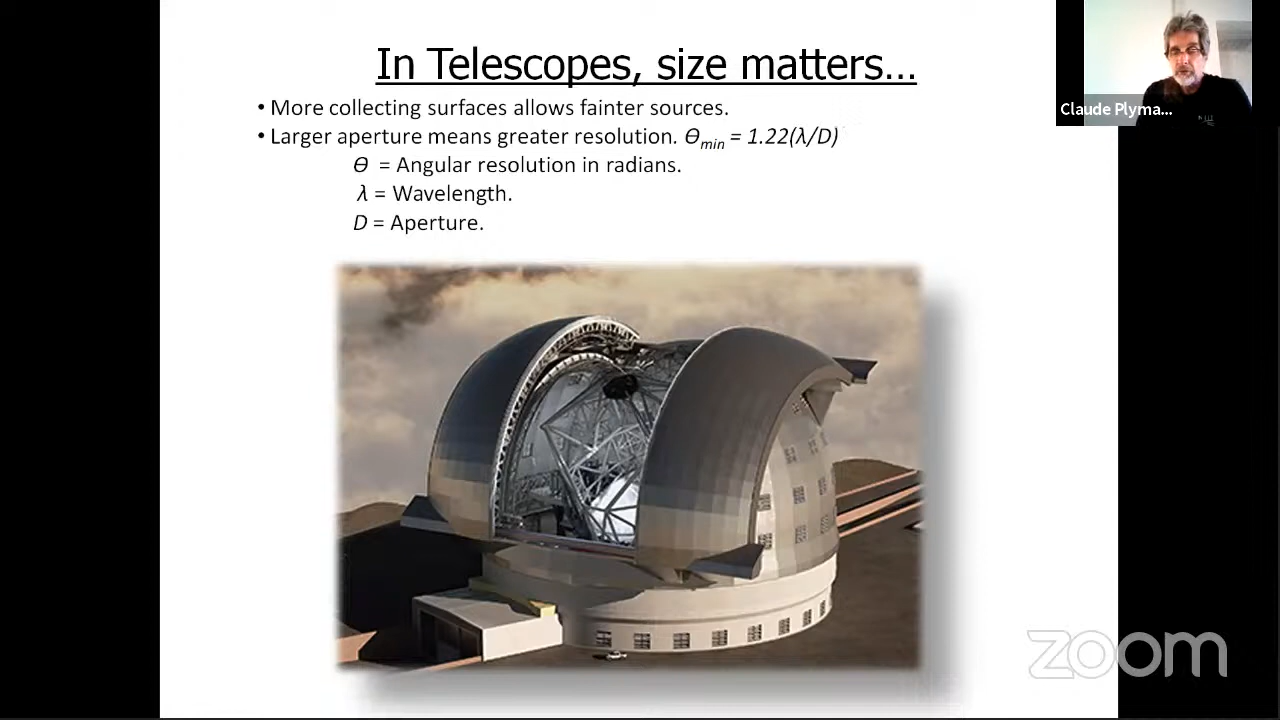 In Telescopes, size matters...
• More collecting surfaces allows fainter sources.
• Larger aperture means greater resolution. Θmin = 1.22(λ/D)
Θ = Angular resolution in radians.
λ = Wavelength.
D = Aperture.
Claude Plyma...
zoom